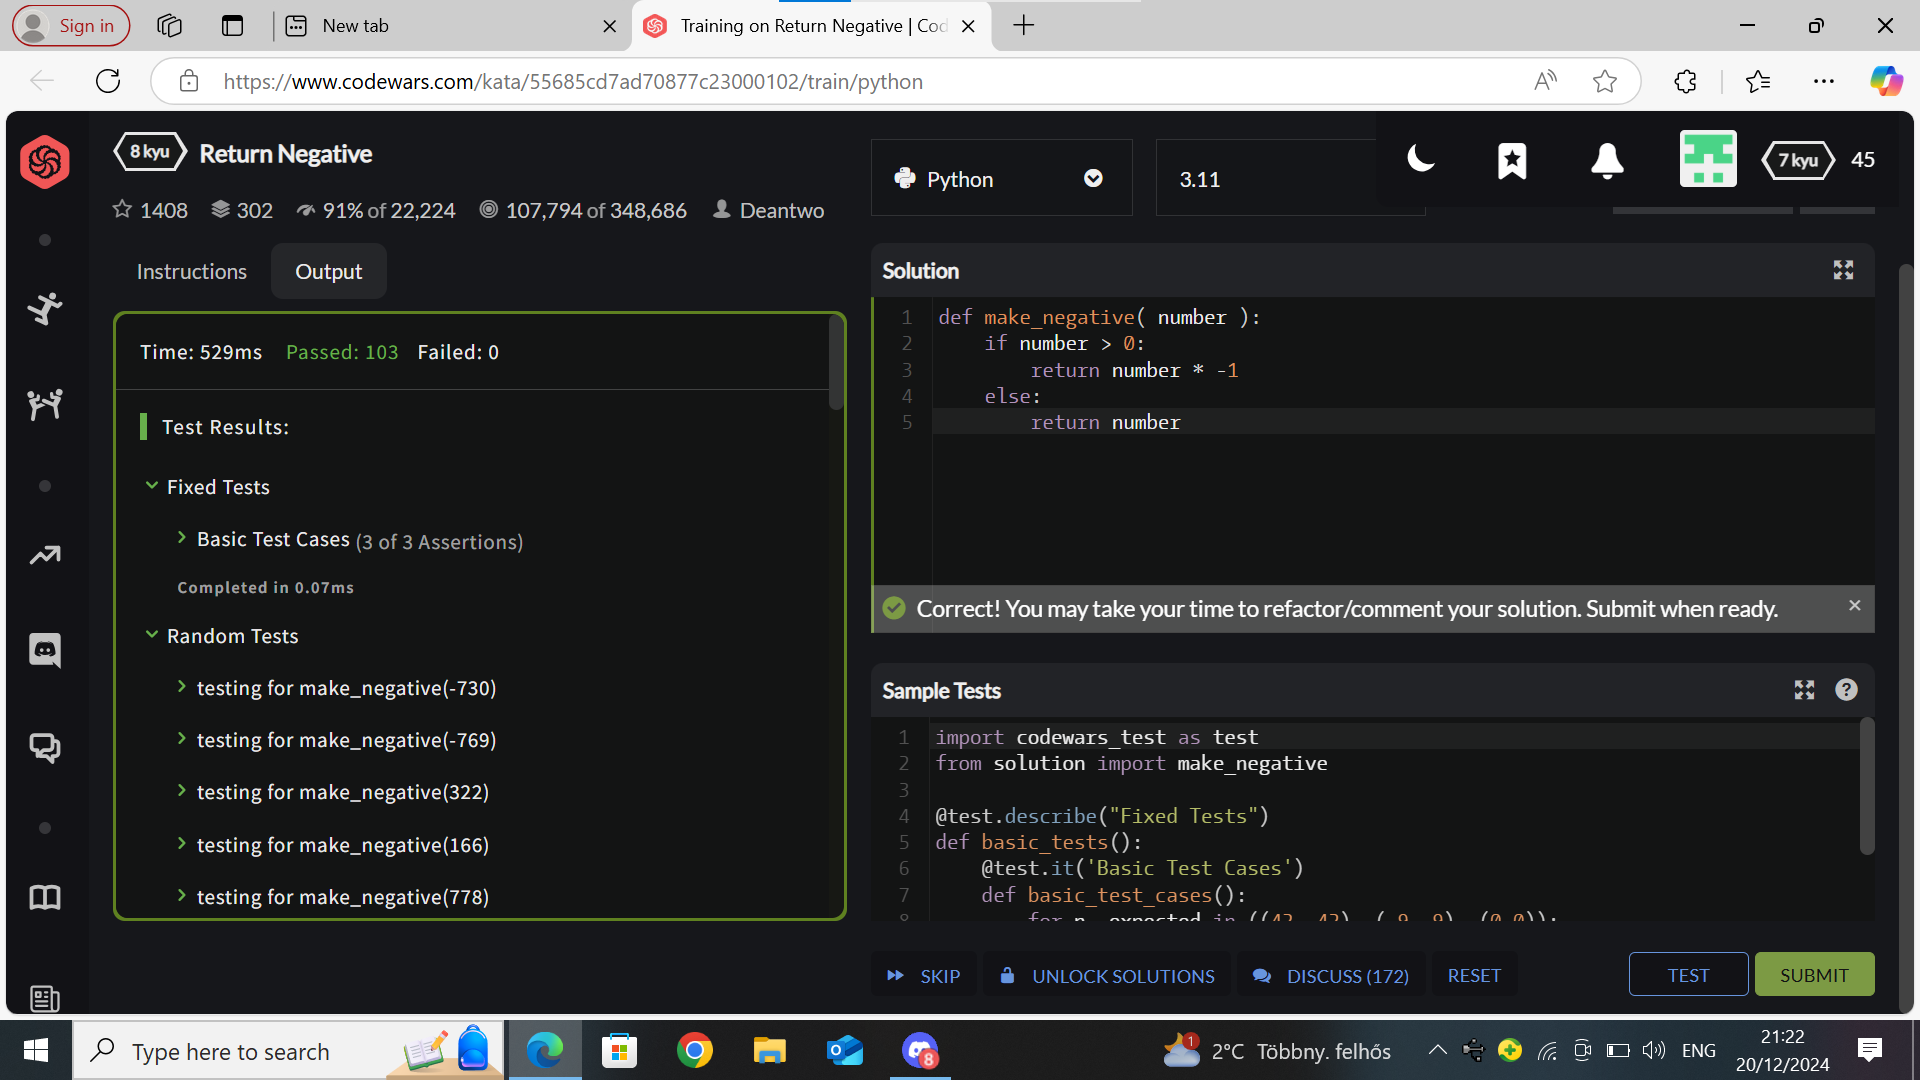 Sign in
New tab
Training on Return Negative | Cod
https://www.codewars.com/kata/55685cd7ad70877c23000102/train/python
8 kyu
Return Negative
1408
302
91% of 22,224
107,794 of 348,686
Deantwo
Python
3.11
7 kyu
45
Instructions
Output
Time: 529ms Passed: 103 Failed: 0
Test Results:
Fixed Tests
Basic Test Cases (3 of 3 Assertions)
Completed in 0.07ms
Random Tests
testing for make_negative(-730)
testing for make_negative(-769)
testing for make_negative(322)
testing for make_negative(166)
testing for make_negative(778)
Solution
1 def make_negative( number ):
2 if number > 0:
3 return number * -1
4 else:
5 return number
Correct! You may take your time to refactor/comment your solution. Submit when ready.
Sample Tests
1 import codewars_test as test
2 from solution import make_negative
3
4 @test.describe("Fixed Tests")
5 def basic_tests():
6 @test.it('Basic Test Cases')
7 def basic_test_cases():
SKIP
UNLOCK SOLUTIONS
DISCUSS (172)
RESET
TEST
SUBMIT
Type here to search
8
1
2°C Többny. felhős
ENG
21:22
20/12/2024